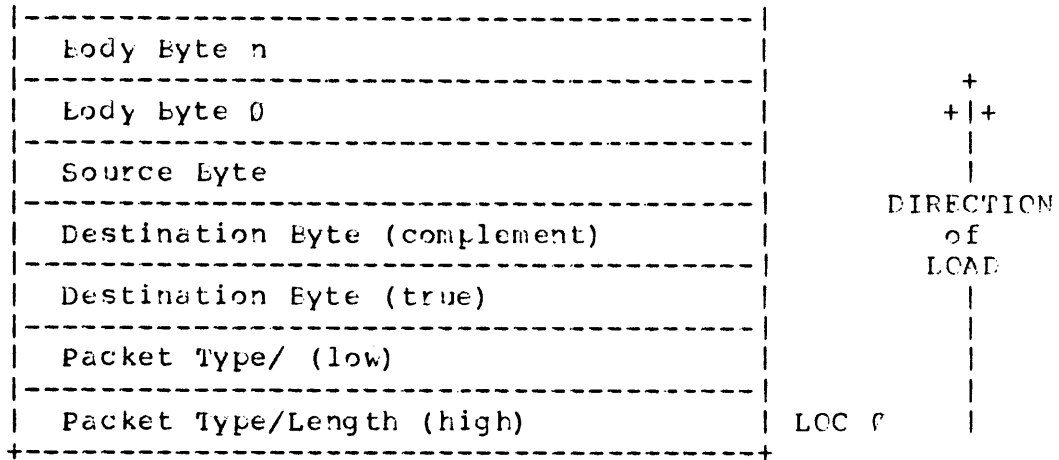 |---------------------------------------|
|  Body Byte n                          |
|---------------------------------------|            +
|  Body Byte 0                          |           +|+
|---------------------------------------|            |
|  Source Byte                          |            |
|---------------------------------------|        DIRECTION
|  Destination Byte (complement)        |           of
|---------------------------------------|          LOAD
|  Destination Byte (true)              |            |
|---------------------------------------|            |
|  Packet Type/ (low)                   |            |
|---------------------------------------|            |
|  Packet Type/Length (high)            | LOC 0      |
+---------------------------------------+